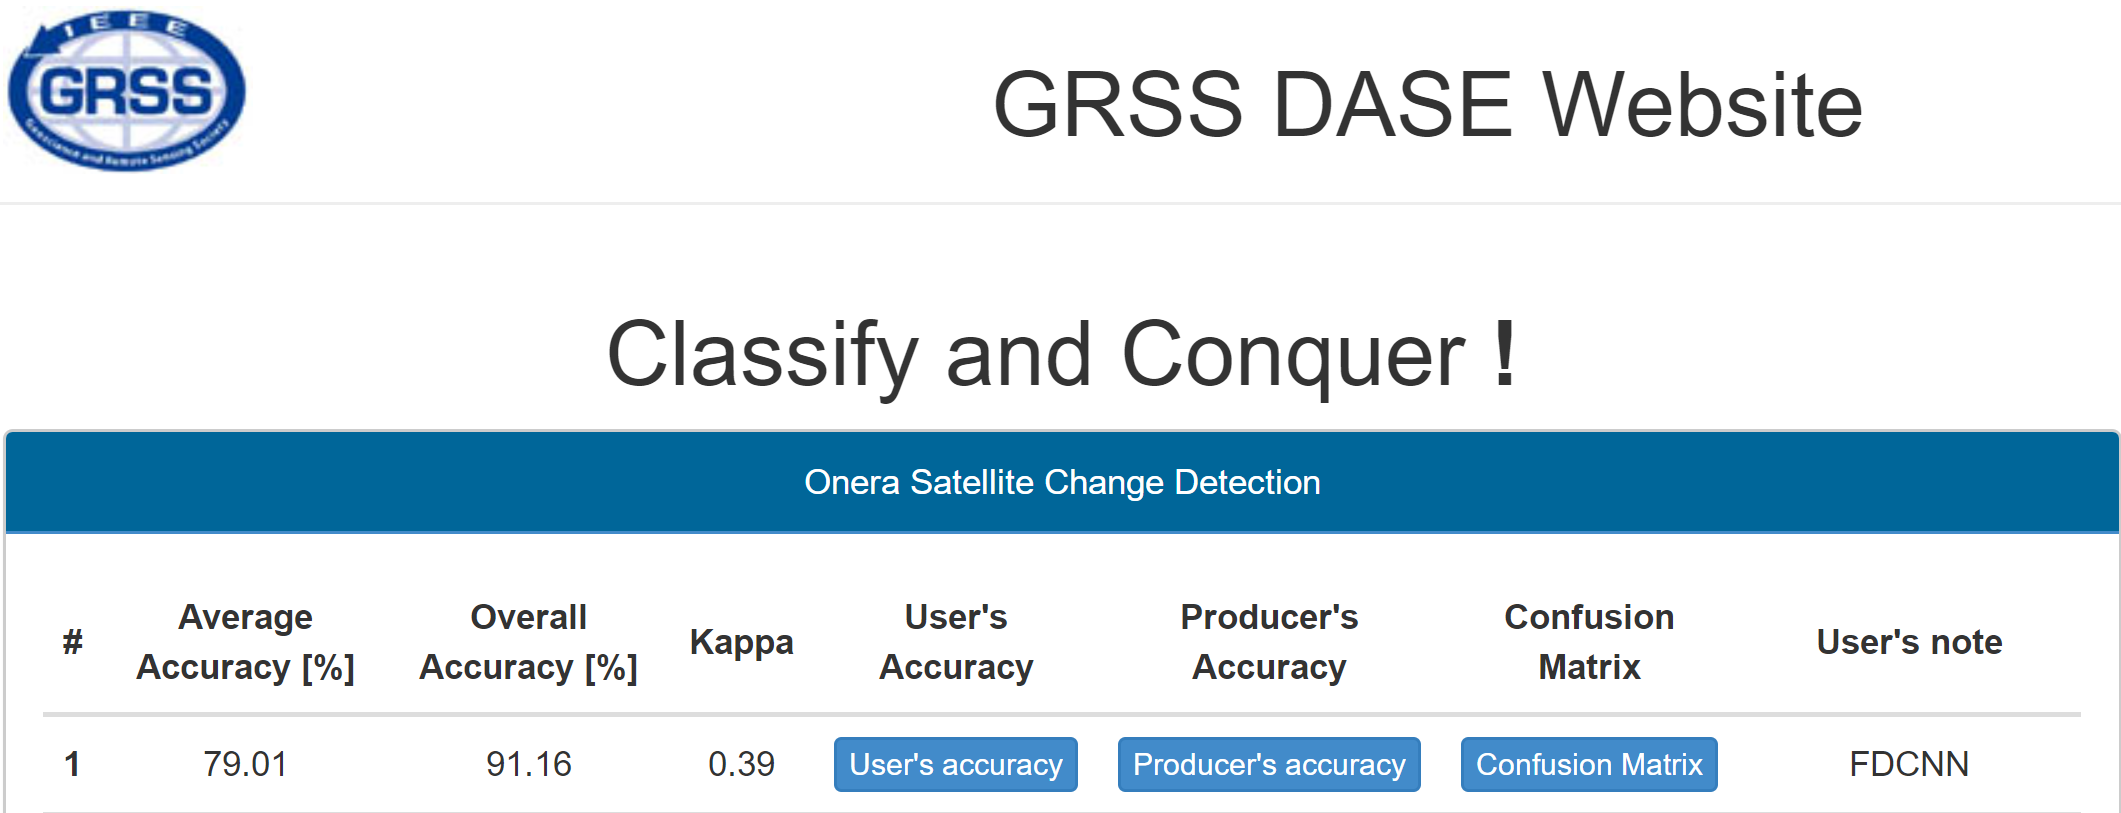 IEEE
GRSS
Geoscience and Remote Sensing Society
GRSS DASE Website
Classify and Conquer !
Onera Satellite Change Detection
# Average Accuracy [%] Overall Accuracy [%] Kappa User's Accuracy Producer's Accuracy Confusion Matrix User's note
1 79.01 91.16 0.39 User's accuracy Producer's accuracy Confusion Matrix FDCNN